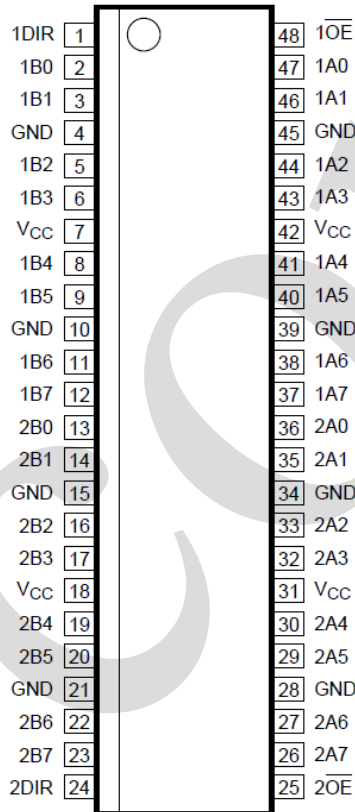 1DIR 1 48 1O̅E̅
1B0 2 47 1A0
1B1 3 46 1A1
GND 4 45 GND
1B2 5 44 1A2
1B3 6 43 1A3
VCC 7 42 VCC
1B4 8 41 1A4
1B5 9 40 1A5
GND 10 39 GND
1B6 11 38 1A6
1B7 12 37 1A7
2B0 13 36 2A0
2B1 14 35 2A1
GND 15 34 GND
2B2 16 33 2A2
2B3 17 32 2A3
VCC 18 31 VCC
2B4 19 30 2A4
2B5 20 29 2A5
GND 21 28 GND
2B6 22 27 2A6
2B7 23 26 2A7
2DIR 24 25 2O̅E̅